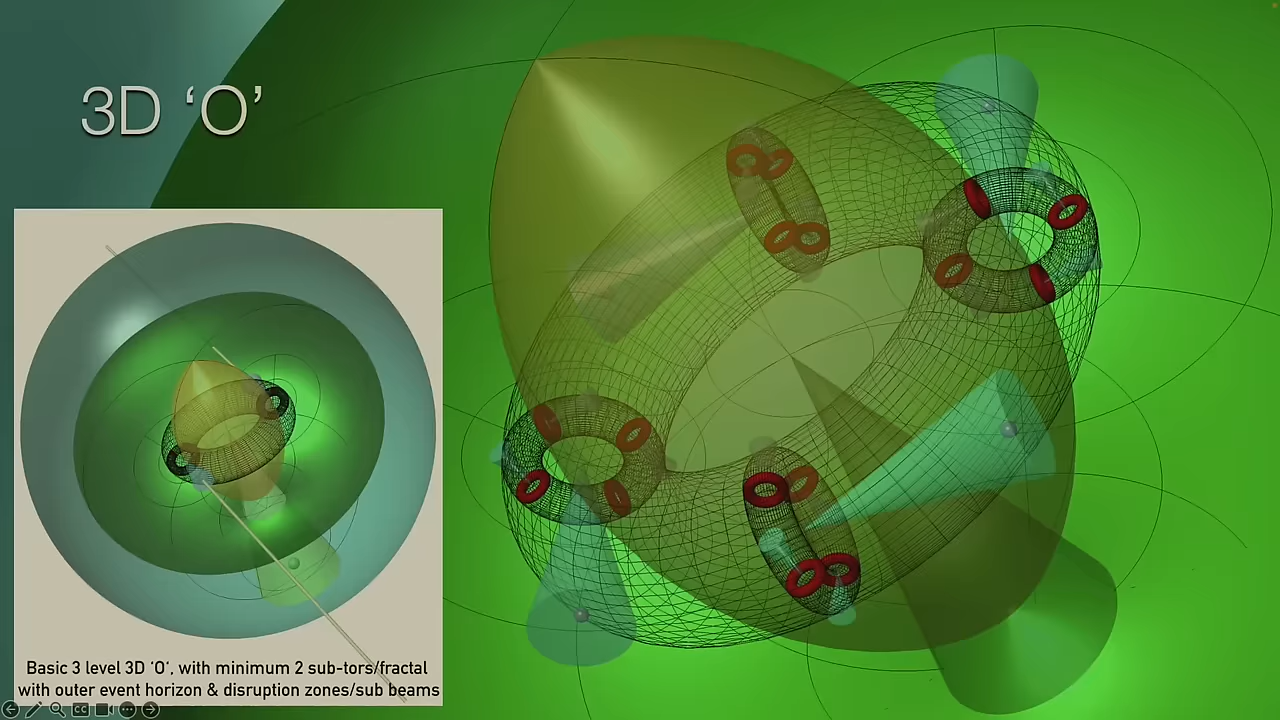 3D ‘O’
Basic 3 level 3D ‘O‘, with minimum 2 sub-tors/fractal
with outer event horizon & disruption zones/sub beams
CC